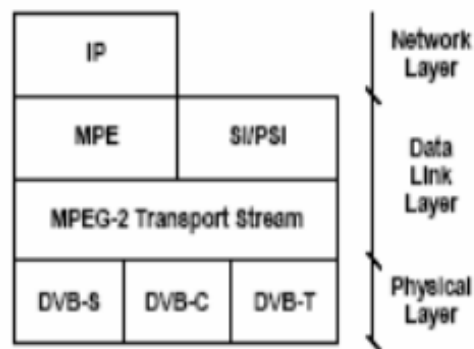 IP
Network
Layer
MPE
SI/PSI
Data
Link
Layer
MPEG-2 Transport Stream
DVB-S
DVB-C
DVB-T
Physical
Layer